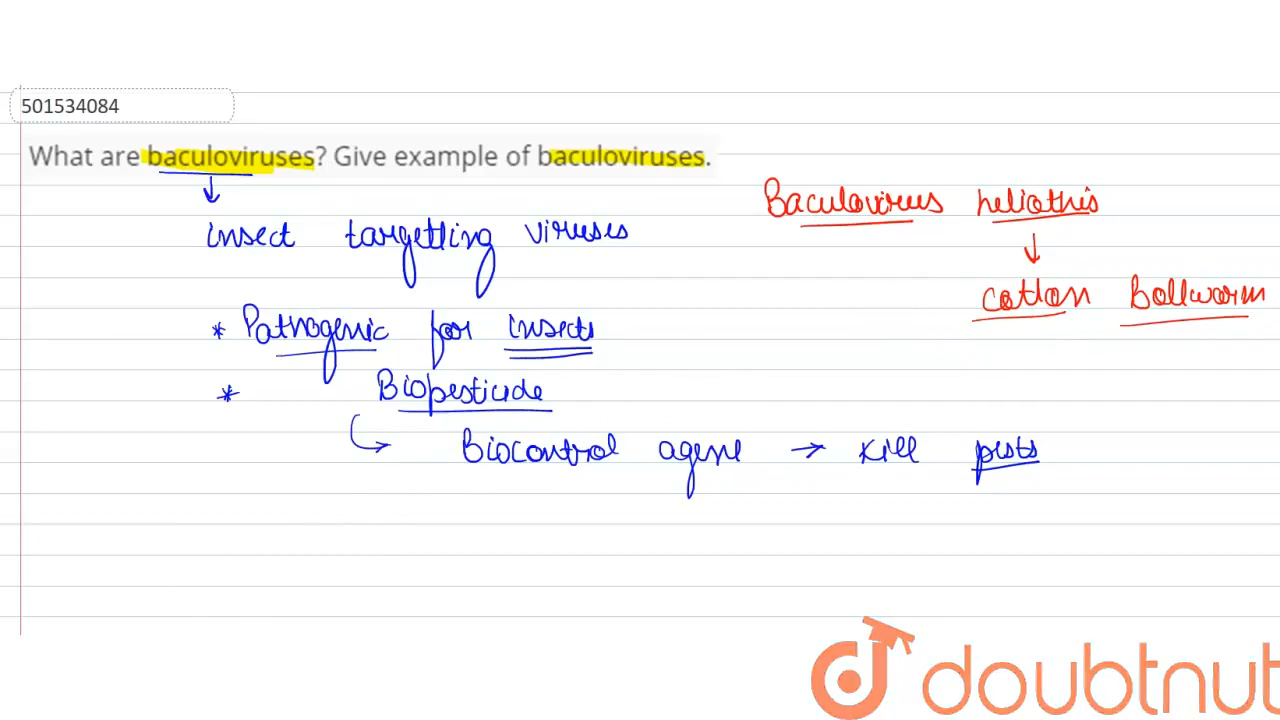 501534084
What are baculoviruses? Give example of baculoviruses.
Baculovirus heliothis
insect targetting viruses
cotton Bollworm
* Pathogenic for insects
* Biopesticide
Biocontrol agent → kill pests
doubtnut